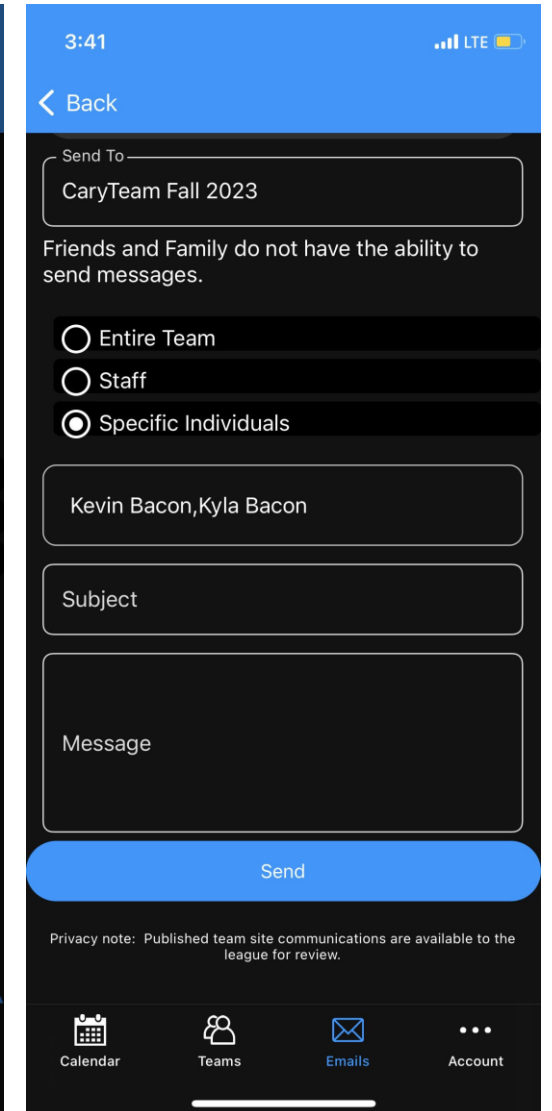 3:41
LTE
Back
Send To
CaryTeam Fall 2023
Friends and Family do not have the ability to
send messages.
Entire Team
Staff
Specific Individuals
Kevin Bacon,Kyla Bacon
Subject
Message
Send
Privacy note:  Published team site communications are available to the
league for review.
Calendar
Teams
Emails
Account